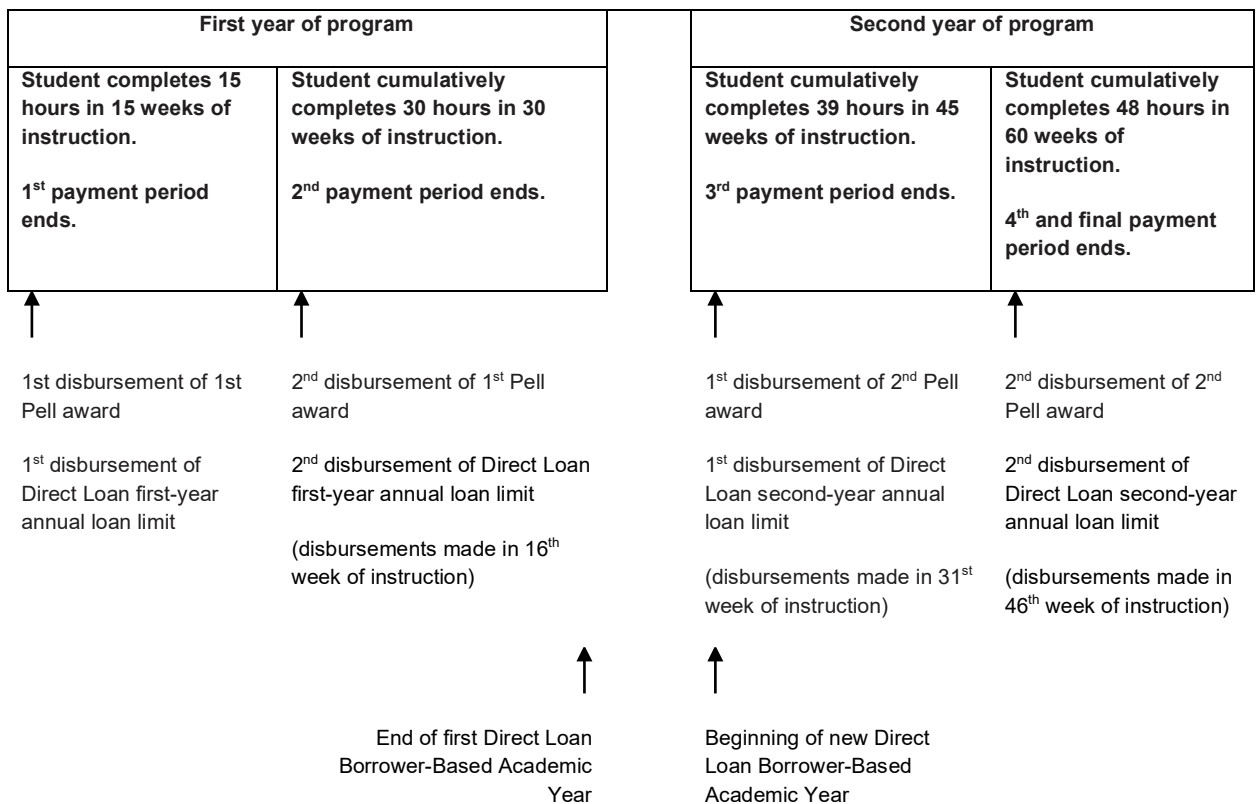 First year of program
Second year of program
Student completes 15
hours in 15 weeks of
instruction.
1st payment period
ends.
Student cumulatively
completes 30 hours in 30
weeks of instruction.
2nd payment period ends.
Student cumulatively
completes 39 hours in 45
weeks of instruction.
3rd payment period ends.
Student cumulatively
completes 48 hours in
60 weeks of
instruction.
4th and final payment
period ends.
1st disbursement of 1st
Pell award
1st disbursement of
Direct Loan first-year
annual loan limit
2nd disbursement of 1st Pell
award
2nd disbursement of Direct Loan
first-year annual loan limit
(disbursements made in 16th
week of instruction)
1st disbursement of 2nd Pell
award
1st disbursement of Direct
Loan second-year annual
loan limit
(disbursements made in 31st
week of instruction)
2nd disbursement of 2nd
Pell award
2nd disbursement of
Direct Loan second-year
annual loan limit
(disbursements made in
46th week of instruction)
End of first Direct Loan
Borrower-Based Academic
Year
Beginning of new Direct
Loan Borrower-Based
Academic Year